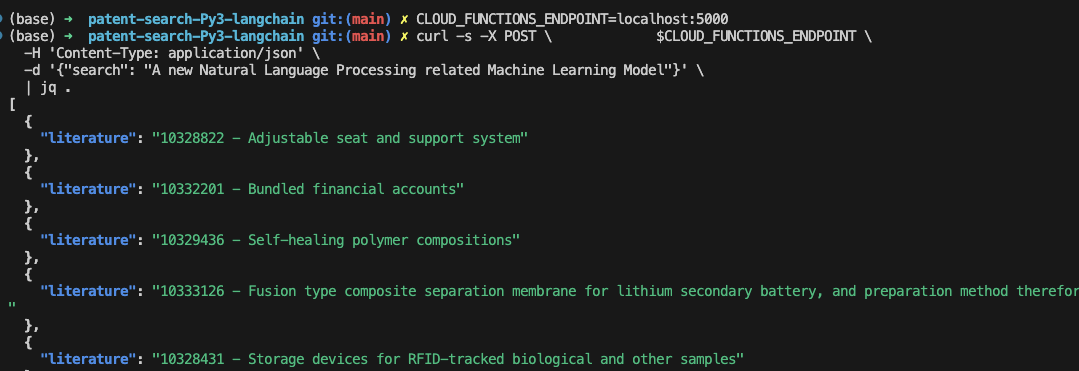 (base) ➜  patent-search-Py3-langchain git:(main) ✗ CLOUD_FUNCTIONS_ENDPOINT=localhost:5000
(base) ➜  patent-search-Py3-langchain git:(main) ✗ curl -s -X POST \             $CLOUD_FUNCTIONS_ENDPOINT \
  -H 'Content-Type: application/json' \
  -d '{"search": "A new Natural Language Processing related Machine Learning Model"}' \
  | jq .
[
  {
    "literature": "10328822 - Adjustable seat and support system"
  },
  {
    "literature": "10332201 - Bundled financial accounts"
  },
  {
    "literature": "10329436 - Self-healing polymer compositions"
  },
  {
    "literature": "10333126 - Fusion type composite separation membrane for lithium secondary battery, and preparation method therefor
"
  },
  {
    "literature": "10328431 - Storage devices for RFID-tracked biological and other samples"